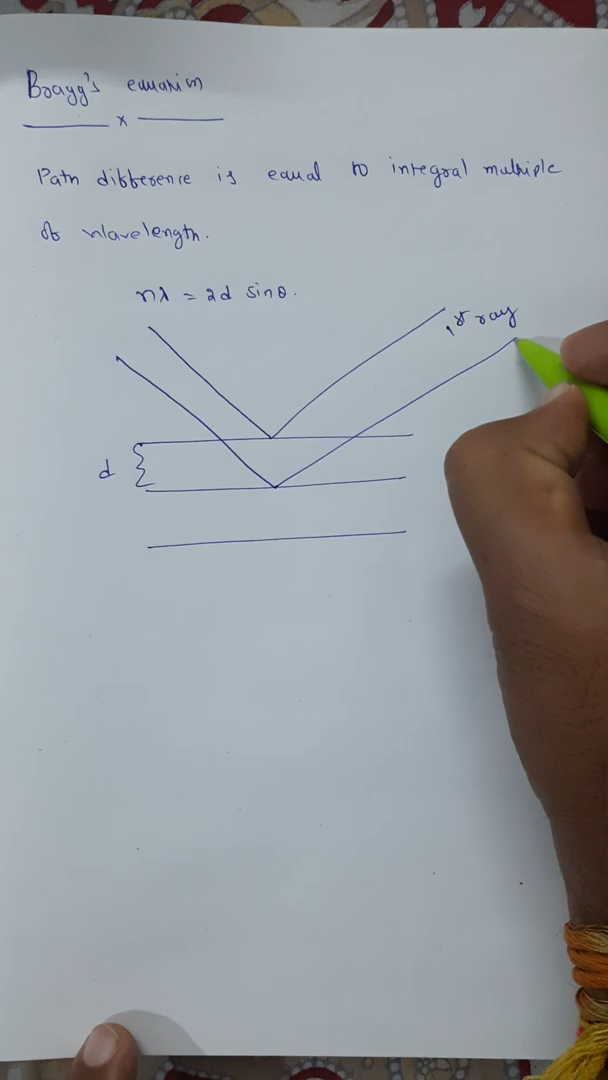 Bragg's equation
x
Path difference is equal to integral multiple
of wavelength.
nλ = 2d sinθ.
1st ray
d